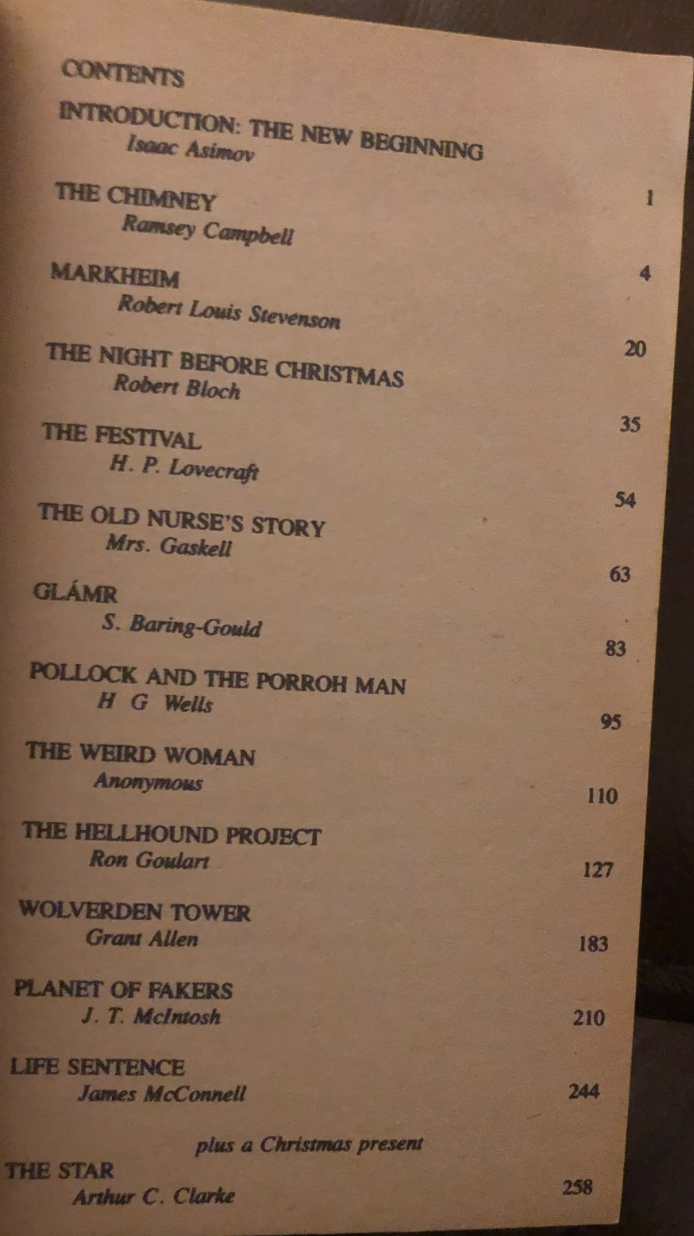 CONTENTS
INTRODUCTION: THE NEW BEGINNING
Isaac Asimov
1
THE CHIMNEY
Ramsey Campbell
4
MARKHEIM
Robert Louis Stevenson
20
THE NIGHT BEFORE CHRISTMAS
Robert Bloch
35
THE FESTIVAL
H. P. Lovecraft
54
THE OLD NURSE'S STORY
Mrs. Gaskell
63
GLÁMR
S. Baring-Gould
83
POLLOCK AND THE PORROH MAN
H G Wells
95
THE WEIRD WOMAN
Anonymous
110
THE HELLHOUND PROJECT
Ron Goulart
127
WOLVERDEN TOWER
Grant Allen
183
PLANET OF FAKERS
J. T. McIntosh
210
LIFE SENTENCE
James McConnell
244
plus a Christmas present
THE STAR
Arthur C. Clarke
258